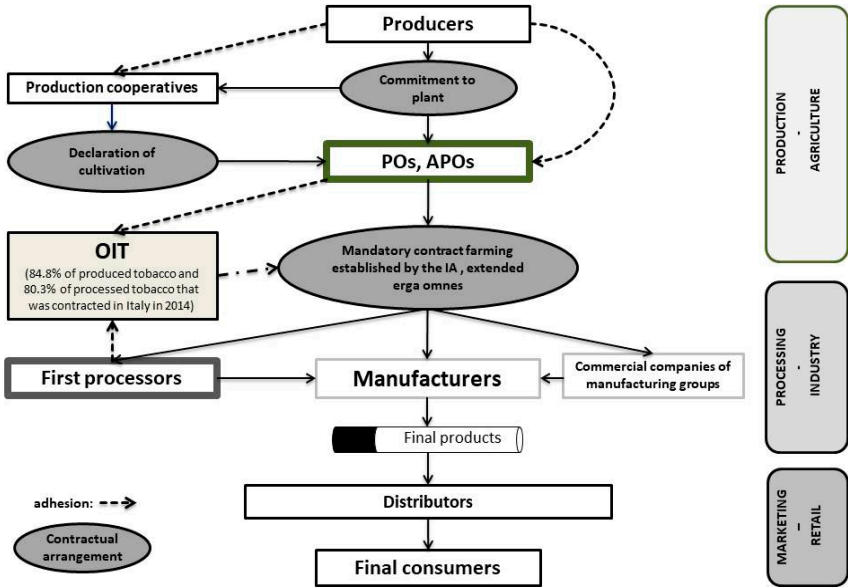 Producers
Production cooperatives
Commitment to
plant
Declaration of
cultivation
POs, APOs
OIT
(84.8% of produced tobacco and
80.3% of processed tobacco that
was contracted in Italy in 2014)
Mandatory contract farming
established by the IA , extended
erga omnes
First processors
Manufacturers
Commercial companies of
manufacturing groups
Final products
Distributors
Final consumers
adhesion:
Contractual
arrangement
PRODUCTION
-
AGRICULTURE
PROCESSING
-
INDUSTRY
MARKETING
–
RETAIL